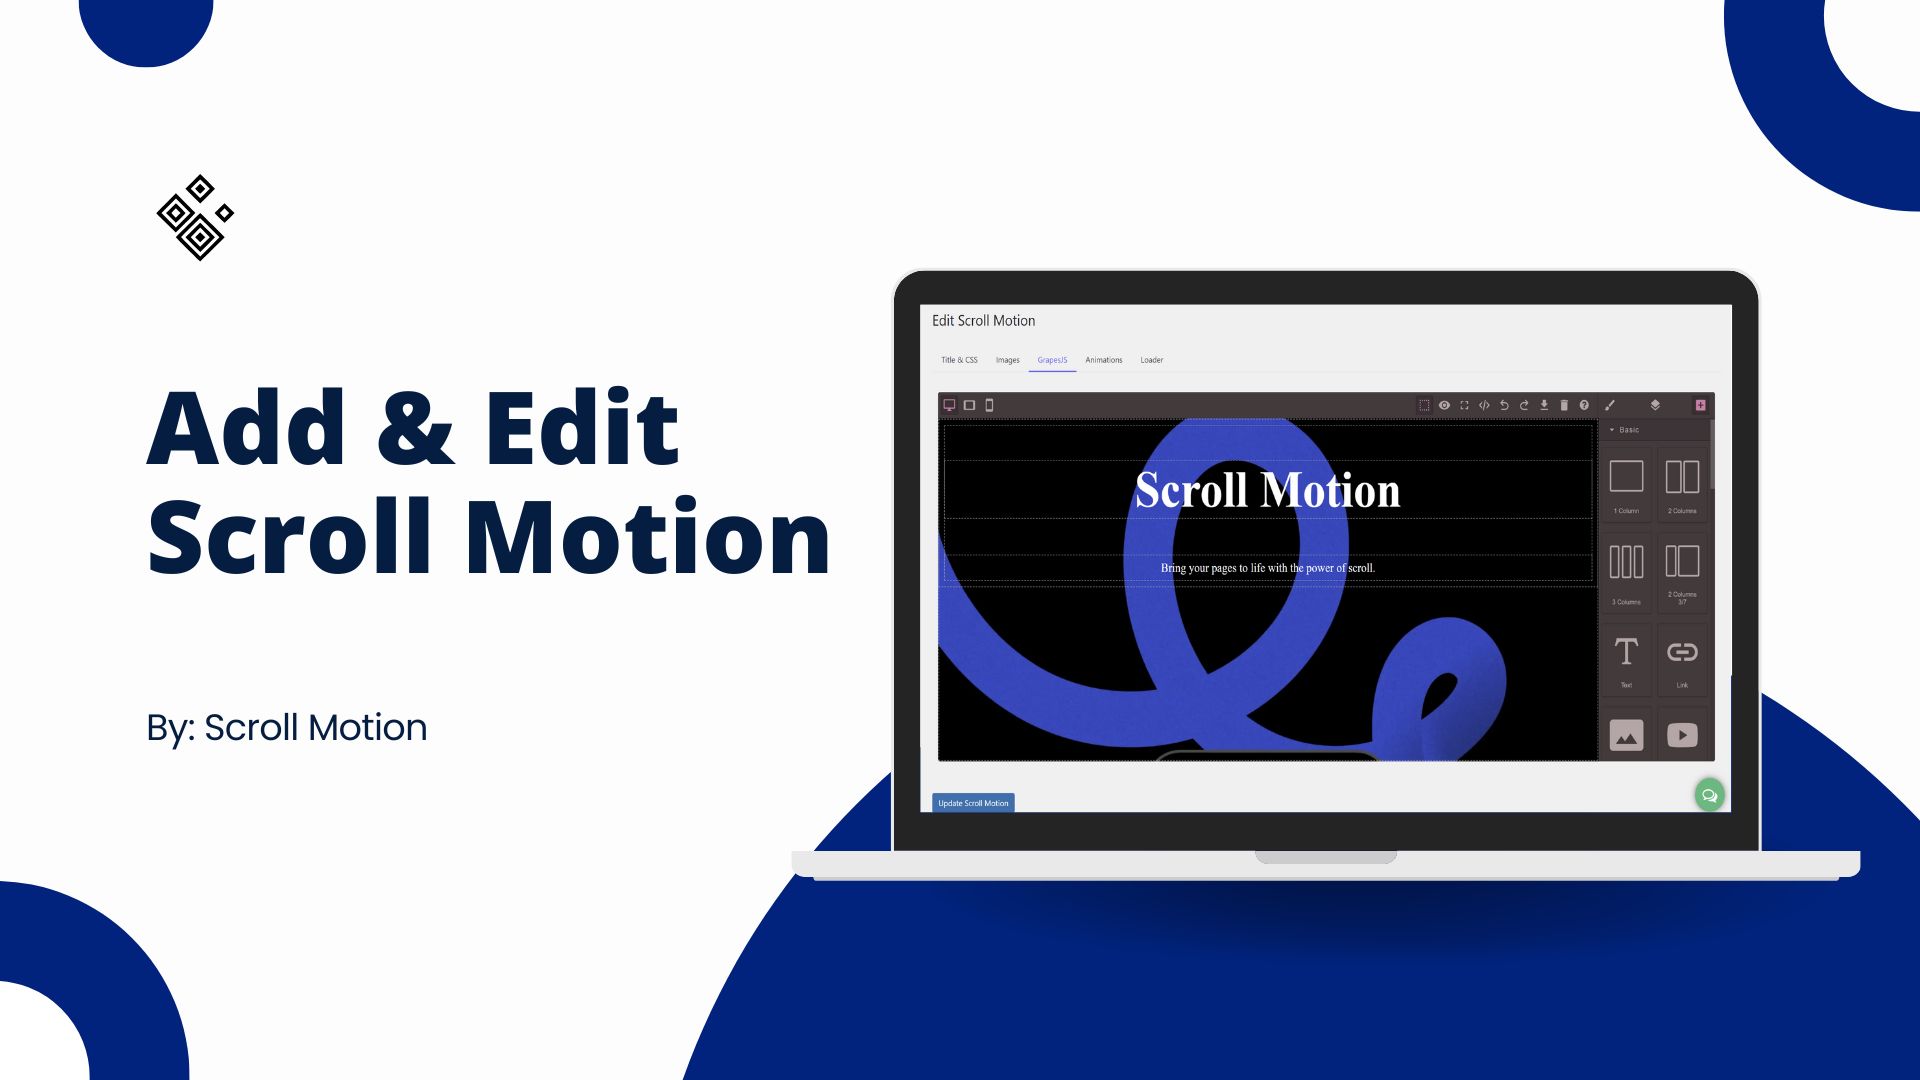 Add & Edit
Scroll Motion
By: Scroll Motion
Edit Scroll Motion
Title & CSS Images GrapesJS Animations Loader
Basic
Scroll Motion
Bring your pages to life with the power of scroll.
1 Column 2 Columns
3 Columns 2 Columns
3/7
Text Link
Update Scroll Motion